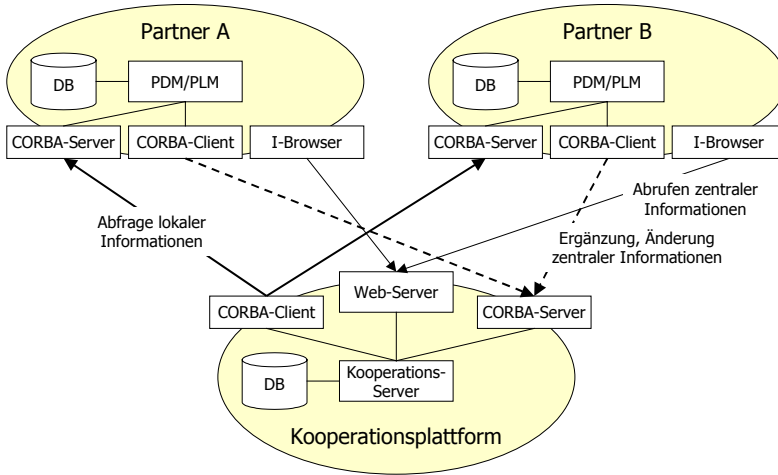 Partner A
DB
PDM/PLM
CORBA-Server
CORBA-Client
I-Browser
Partner B
DB
PDM/PLM
CORBA-Server
CORBA-Client
I-Browser
Abfrage lokaler
Informationen
Abrufen zentraler
Informationen
Ergänzung, Änderung
zentraler Informationen
CORBA-Client
Web-Server
CORBA-Server
DB
Kooperations-
Server
Kooperationsplattform